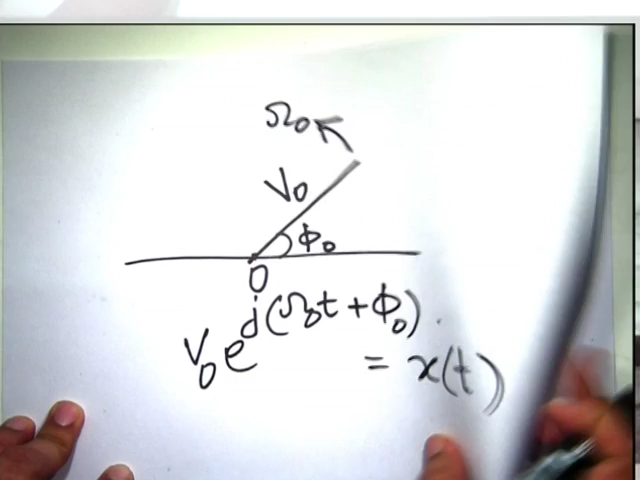 Ω₀
V₀
ϕ₀
0
V₀e^{j(Ω₀t + ϕ₀)}
= x(t)